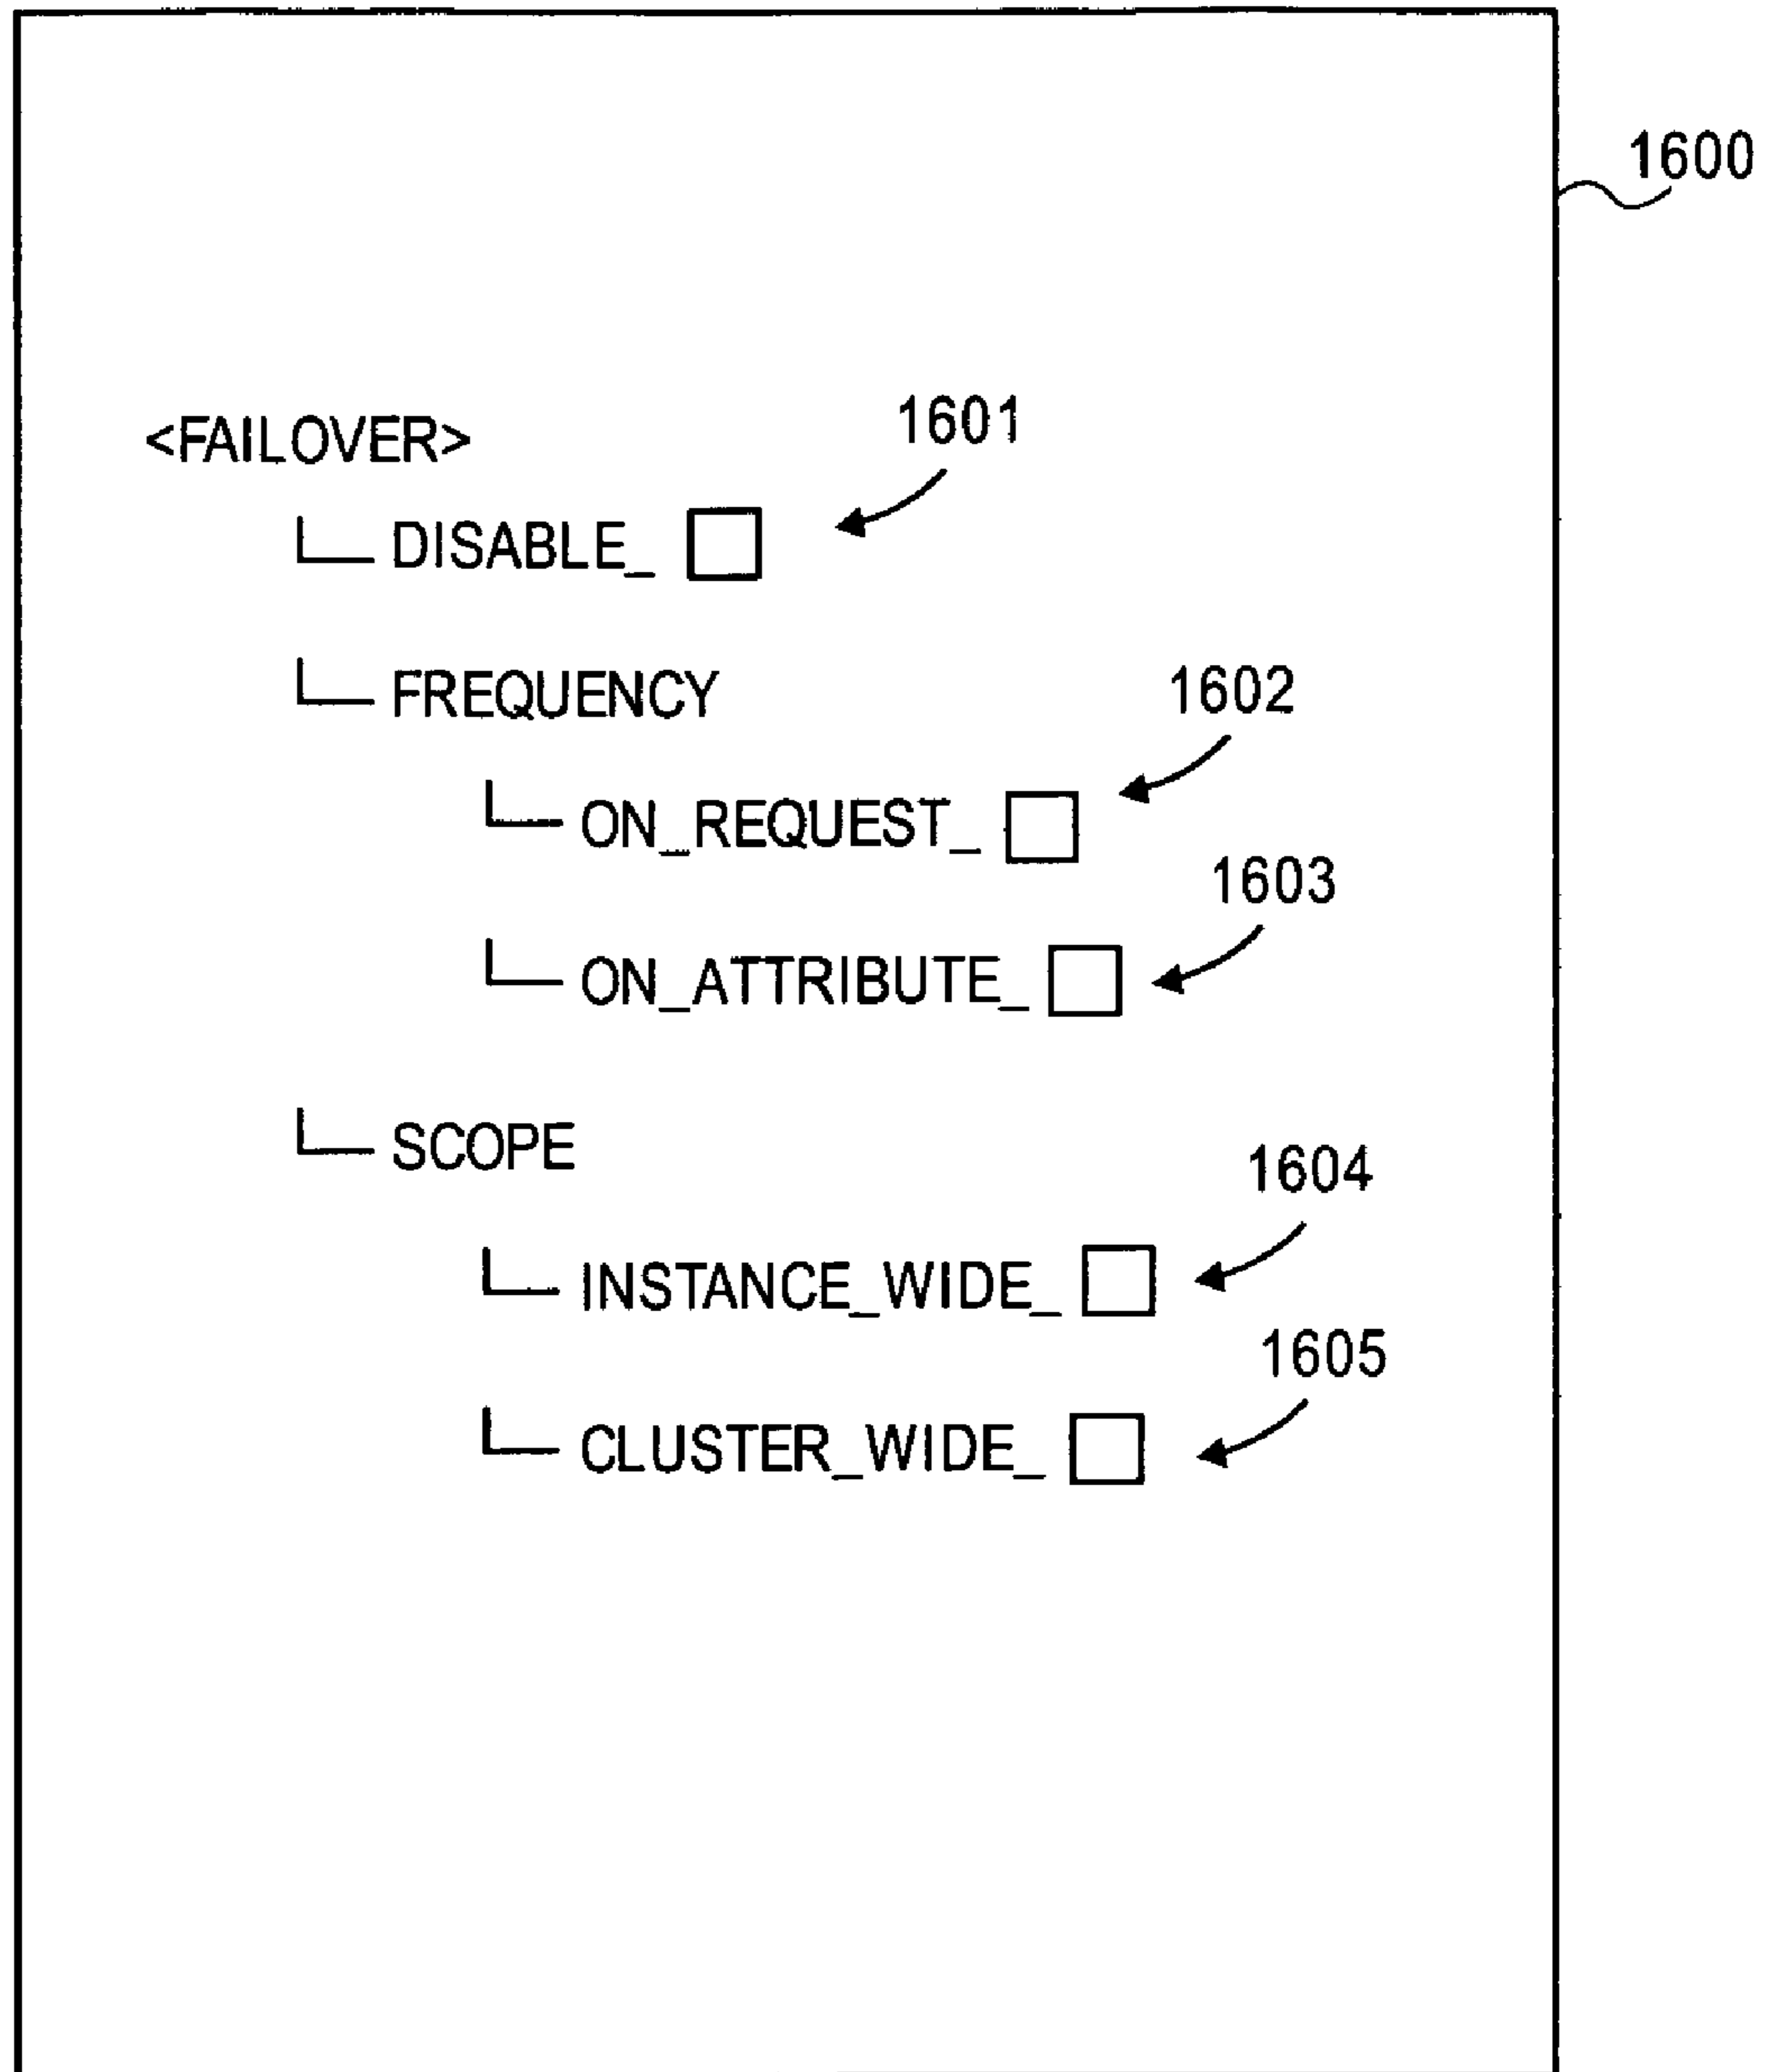 1600
<FAILOVER>
1601
DISABLE_
FREQUENCY
1602
ON_REQUEST_
1603
ON_ATTRIBUTE_
SCOPE
1604
INSTANCE_WIDE_
1605
CLUSTER_WIDE_